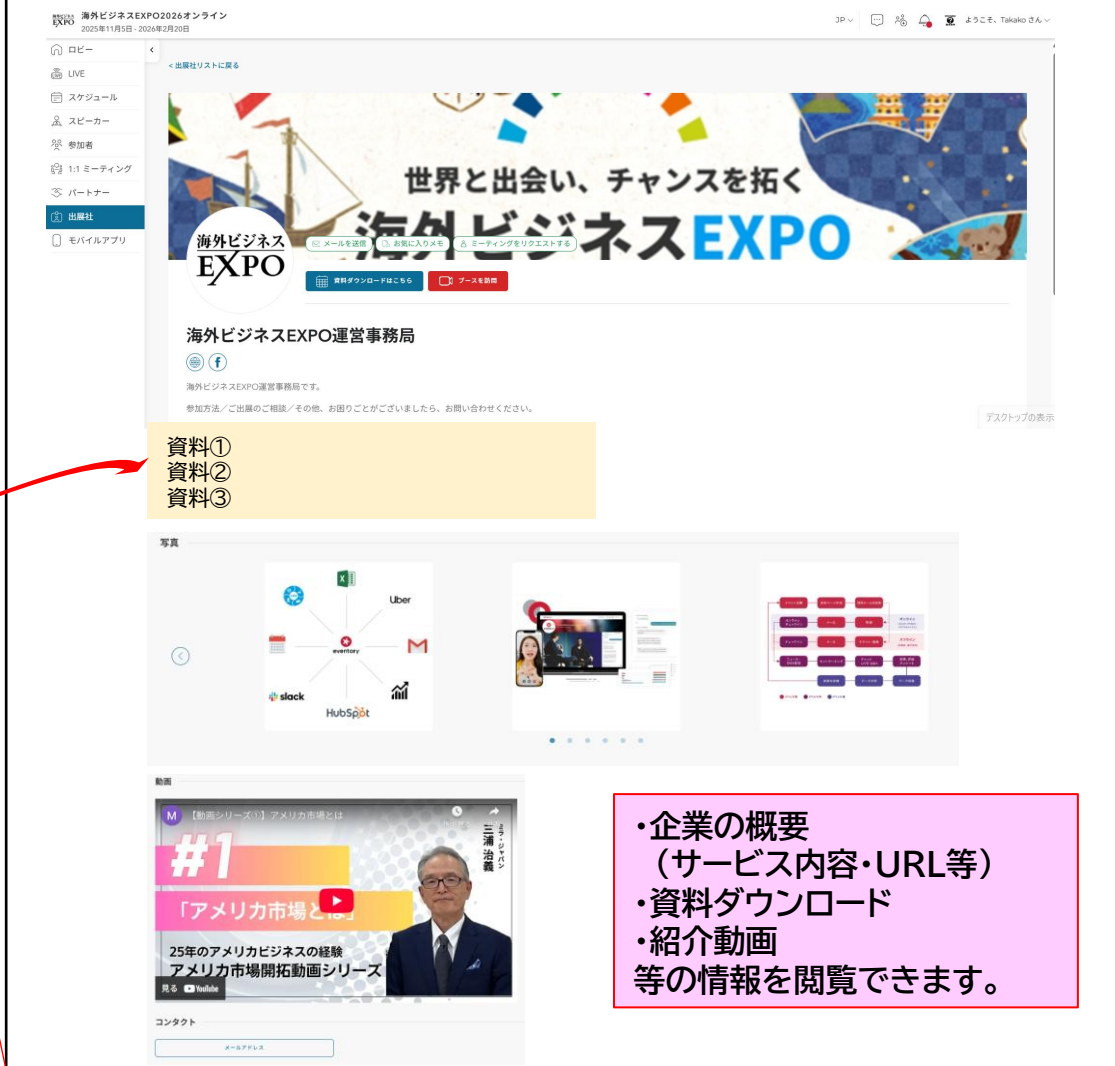 海外ビジネスEXPO 海外ビジネスEXPO2026オンライン
2025年11月5日 - 2026年2月20日
JP
ようこそ、Takako さん
ロビー
LIVE
スケジュール
スピーカー
参加者
1:1 ミーティング
パートナー
出展社
モバイルアプリ
< 出展社リストに戻る
世界と出会い、チャンスを拓く
海外ビジネスEXPO
海外ビジネス
EXPO
メールを送信
お気に入りメモ
ミーティングをリクエストする
資料ダウンロードはこちら
ブースを訪問
海外ビジネスEXPO運営事務局
海外ビジネスEXPO運営事務局です。
参加方法／ご出展のご相談／その他、お困りごとがございましたら、お問い合わせください。
デスクトップの表示
資料①
資料②
資料③
写真
Uber
eventory
slack
HubSpot
動画
M 【動画シリーズ①】アメリカ市場とは
#1
「アメリカ市場とは」
ミラ・ジャパン
三浦 治義
25年のアメリカビジネスの経験
アメリカ市場開拓動画シリーズ
見る YouTube
コンタクト
メールアドレス
・企業の概要
（サービス内容・URL等）
・資料ダウンロード
・紹介動画
等の情報を閲覧できます。